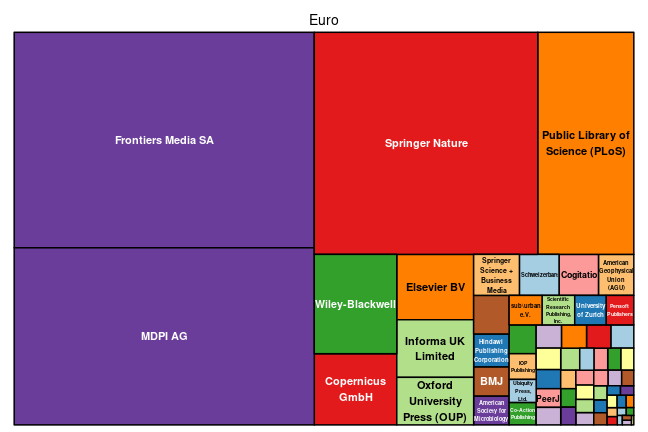 Euro
Frontiers Media SA
MDPI AG
Springer Nature
Public Library of
Science (PLoS)
Wiley-Blackwell
Copernicus
GmbH
Elsevier BV
Informa UK
Limited
Oxford
University
Press (OUP)
Springer
Science +
Business
Media
Schweizerbart
Cogitatio
American
Geophysical
Union
(AGU)
Hindawi
Publishing
Corporation
BMJ
American
Society for
Microbiology
sub:urban
e.V.
Scientific
Research
Publishing,
Inc.
University
of Zurich
Pensoft
Publishers
IOP
Publishing
Ubiquity
Press,
Ltd.
Co-Action
Publishing
PeerJ